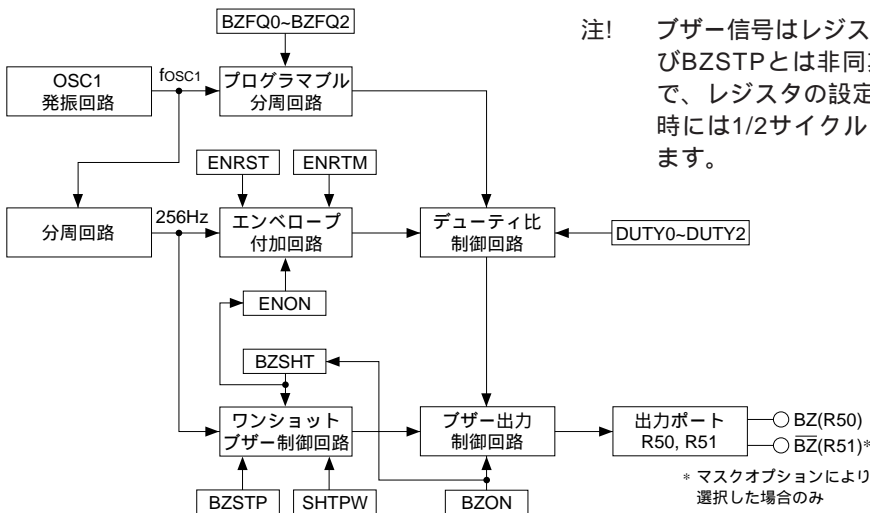 BZFQ0~BZFQ2
OSC1
発振回路
fOSC1
プログラマブル
分周回路
注!
ブザー信号はレジス
びBZSTPとは非同
で、レジスタの設定
時には1/2サイクル
ます。
ENRST
ENRTM
分周回路
256Hz
エンベロープ
付加回路
デューティ比
制御回路
DUTY0~DUTY2
ENON
BZSHT
ワンショット
ブザー制御回路
ブザー出力
制御回路
出力ポート
R50, R51
BZ(R50)
B̅Z̅(R51)*
* マスクオプションにより
選択した場合のみ
BZSTP
SHTPW
BZON